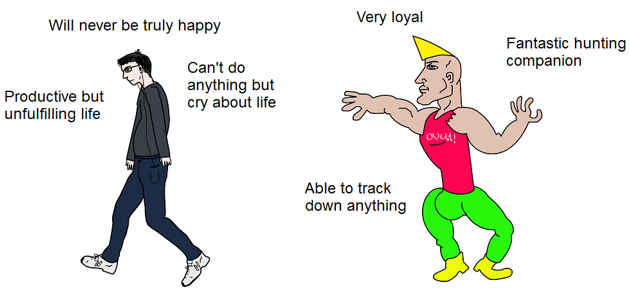 Will never be truly happy
Can't do
anything but
cry about life
Productive but
unfulfilling life
Very loyal
Fantastic hunting
companion
Able to track
down anything